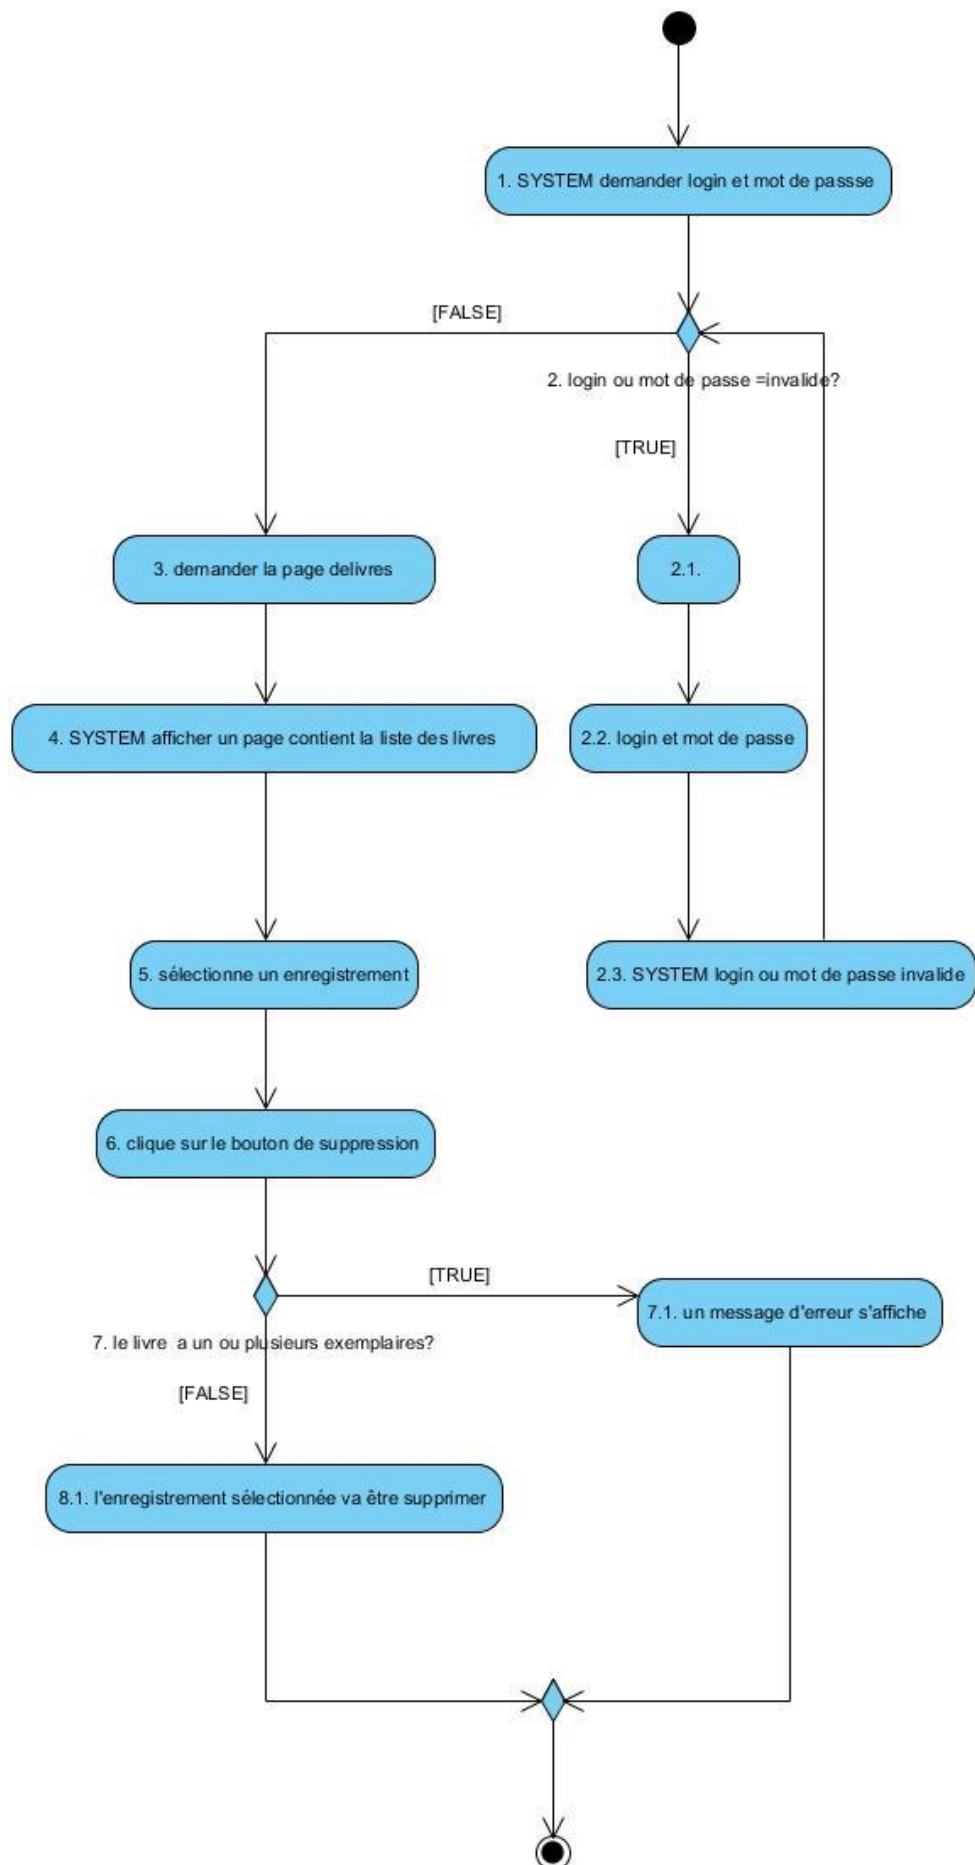 1. SYSTEM demander login et mot de passse
[FALSE]
2. login ou mot de passe =invalide?
[TRUE]
3. demander la page delivres
2.1.
4. SYSTEM afficher un page contient la liste des livres
2.2. login et mot de passe
5. sélectionne un enregistrement
2.3. SYSTEM login ou mot de passe invalide
6. clique sur le bouton de suppression
[TRUE]
7.1. un message d'erreur s'affiche
7. le livre a un ou plusieurs exemplaires?
[FALSE]
8.1. l'enregistrement sélectionnée va être supprimer